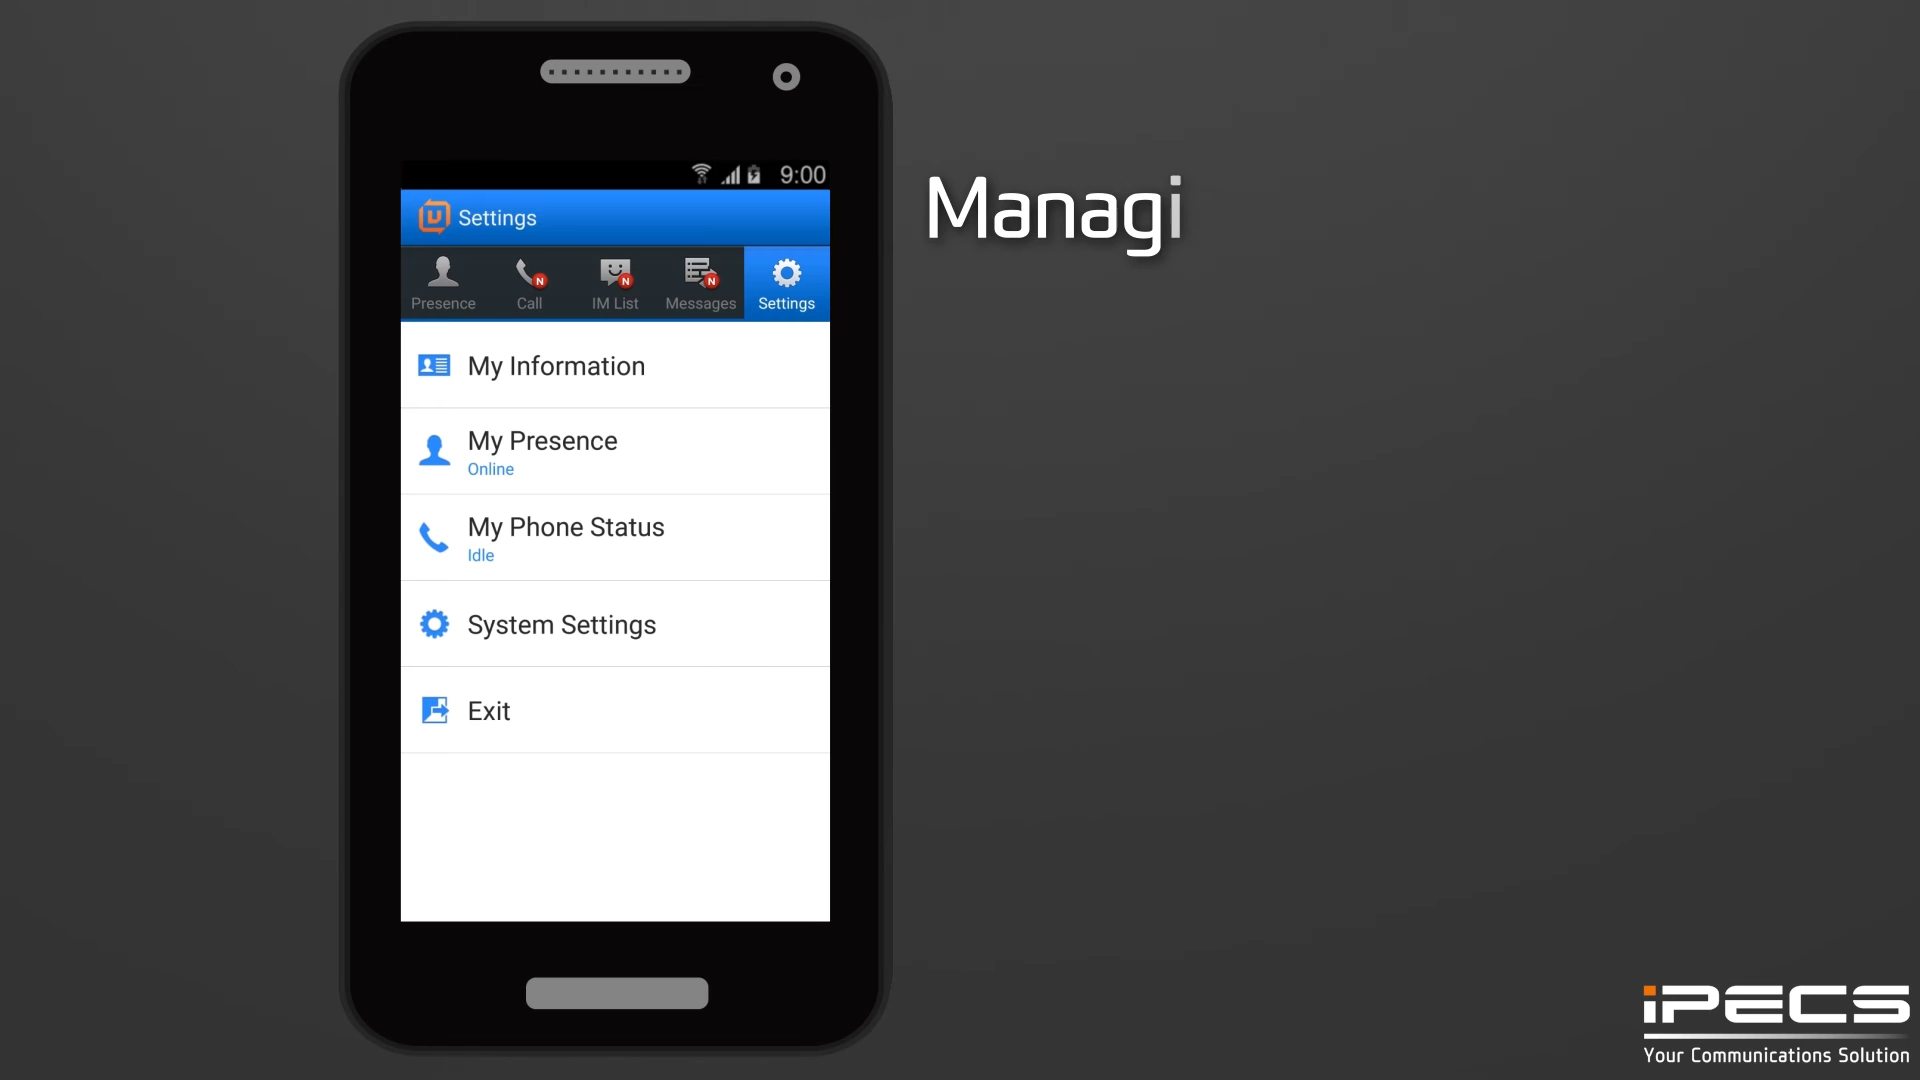 9:00
Settings
Presence
Call
IM List
Messages
Settings
N
N
N
My Information
My Presence
Online
My Phone Status
Idle
System Settings
Exit
Managi
iPECS
Your Communications Solution